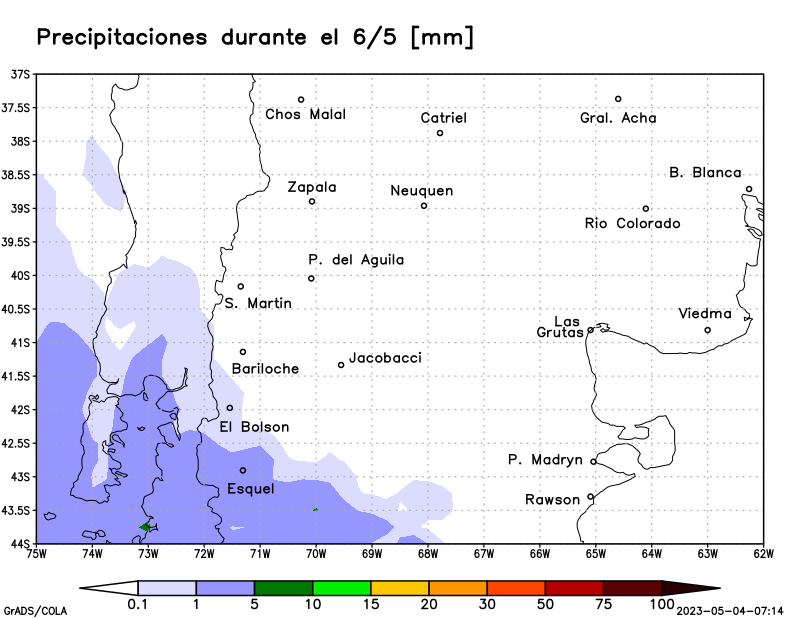 Precipitaciones durante el 6/5 [mm]
37S
37.5S
Chos Malal
Catriel
Gral. Acha
38S
38.5S
Zapala
Neuquen
B. Blanca
39S
Rio Colorado
39.5S
P. del Aguila
40S
S. Martin
40.5S
Las
Grutas
Viedma
41S
Bariloche
Jacobacci
41.5S
42S
El Bolson
42.5S
P. Madryn
43S
Esquel
Rawson
43.5S
44S
75W 74W 73W 72W 71W 70W 69W 68W 67W 66W 65W 64W 63W 62W
0.1 1 5 10 15 20 30 50 75 100
GrADS/COLA
2023-05-04-07:14